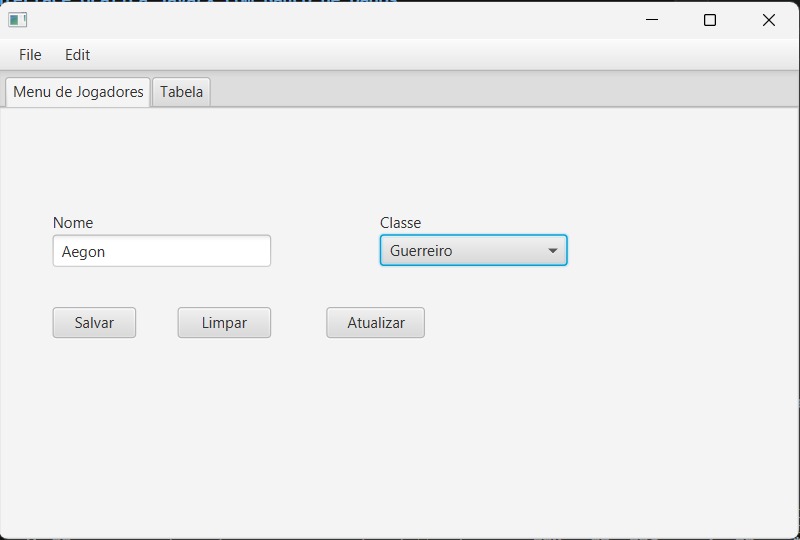 File Edit
Menu de Jogadores Tabela
Nome Classe
Aegon Guerreiro
Salvar Limpar Atualizar